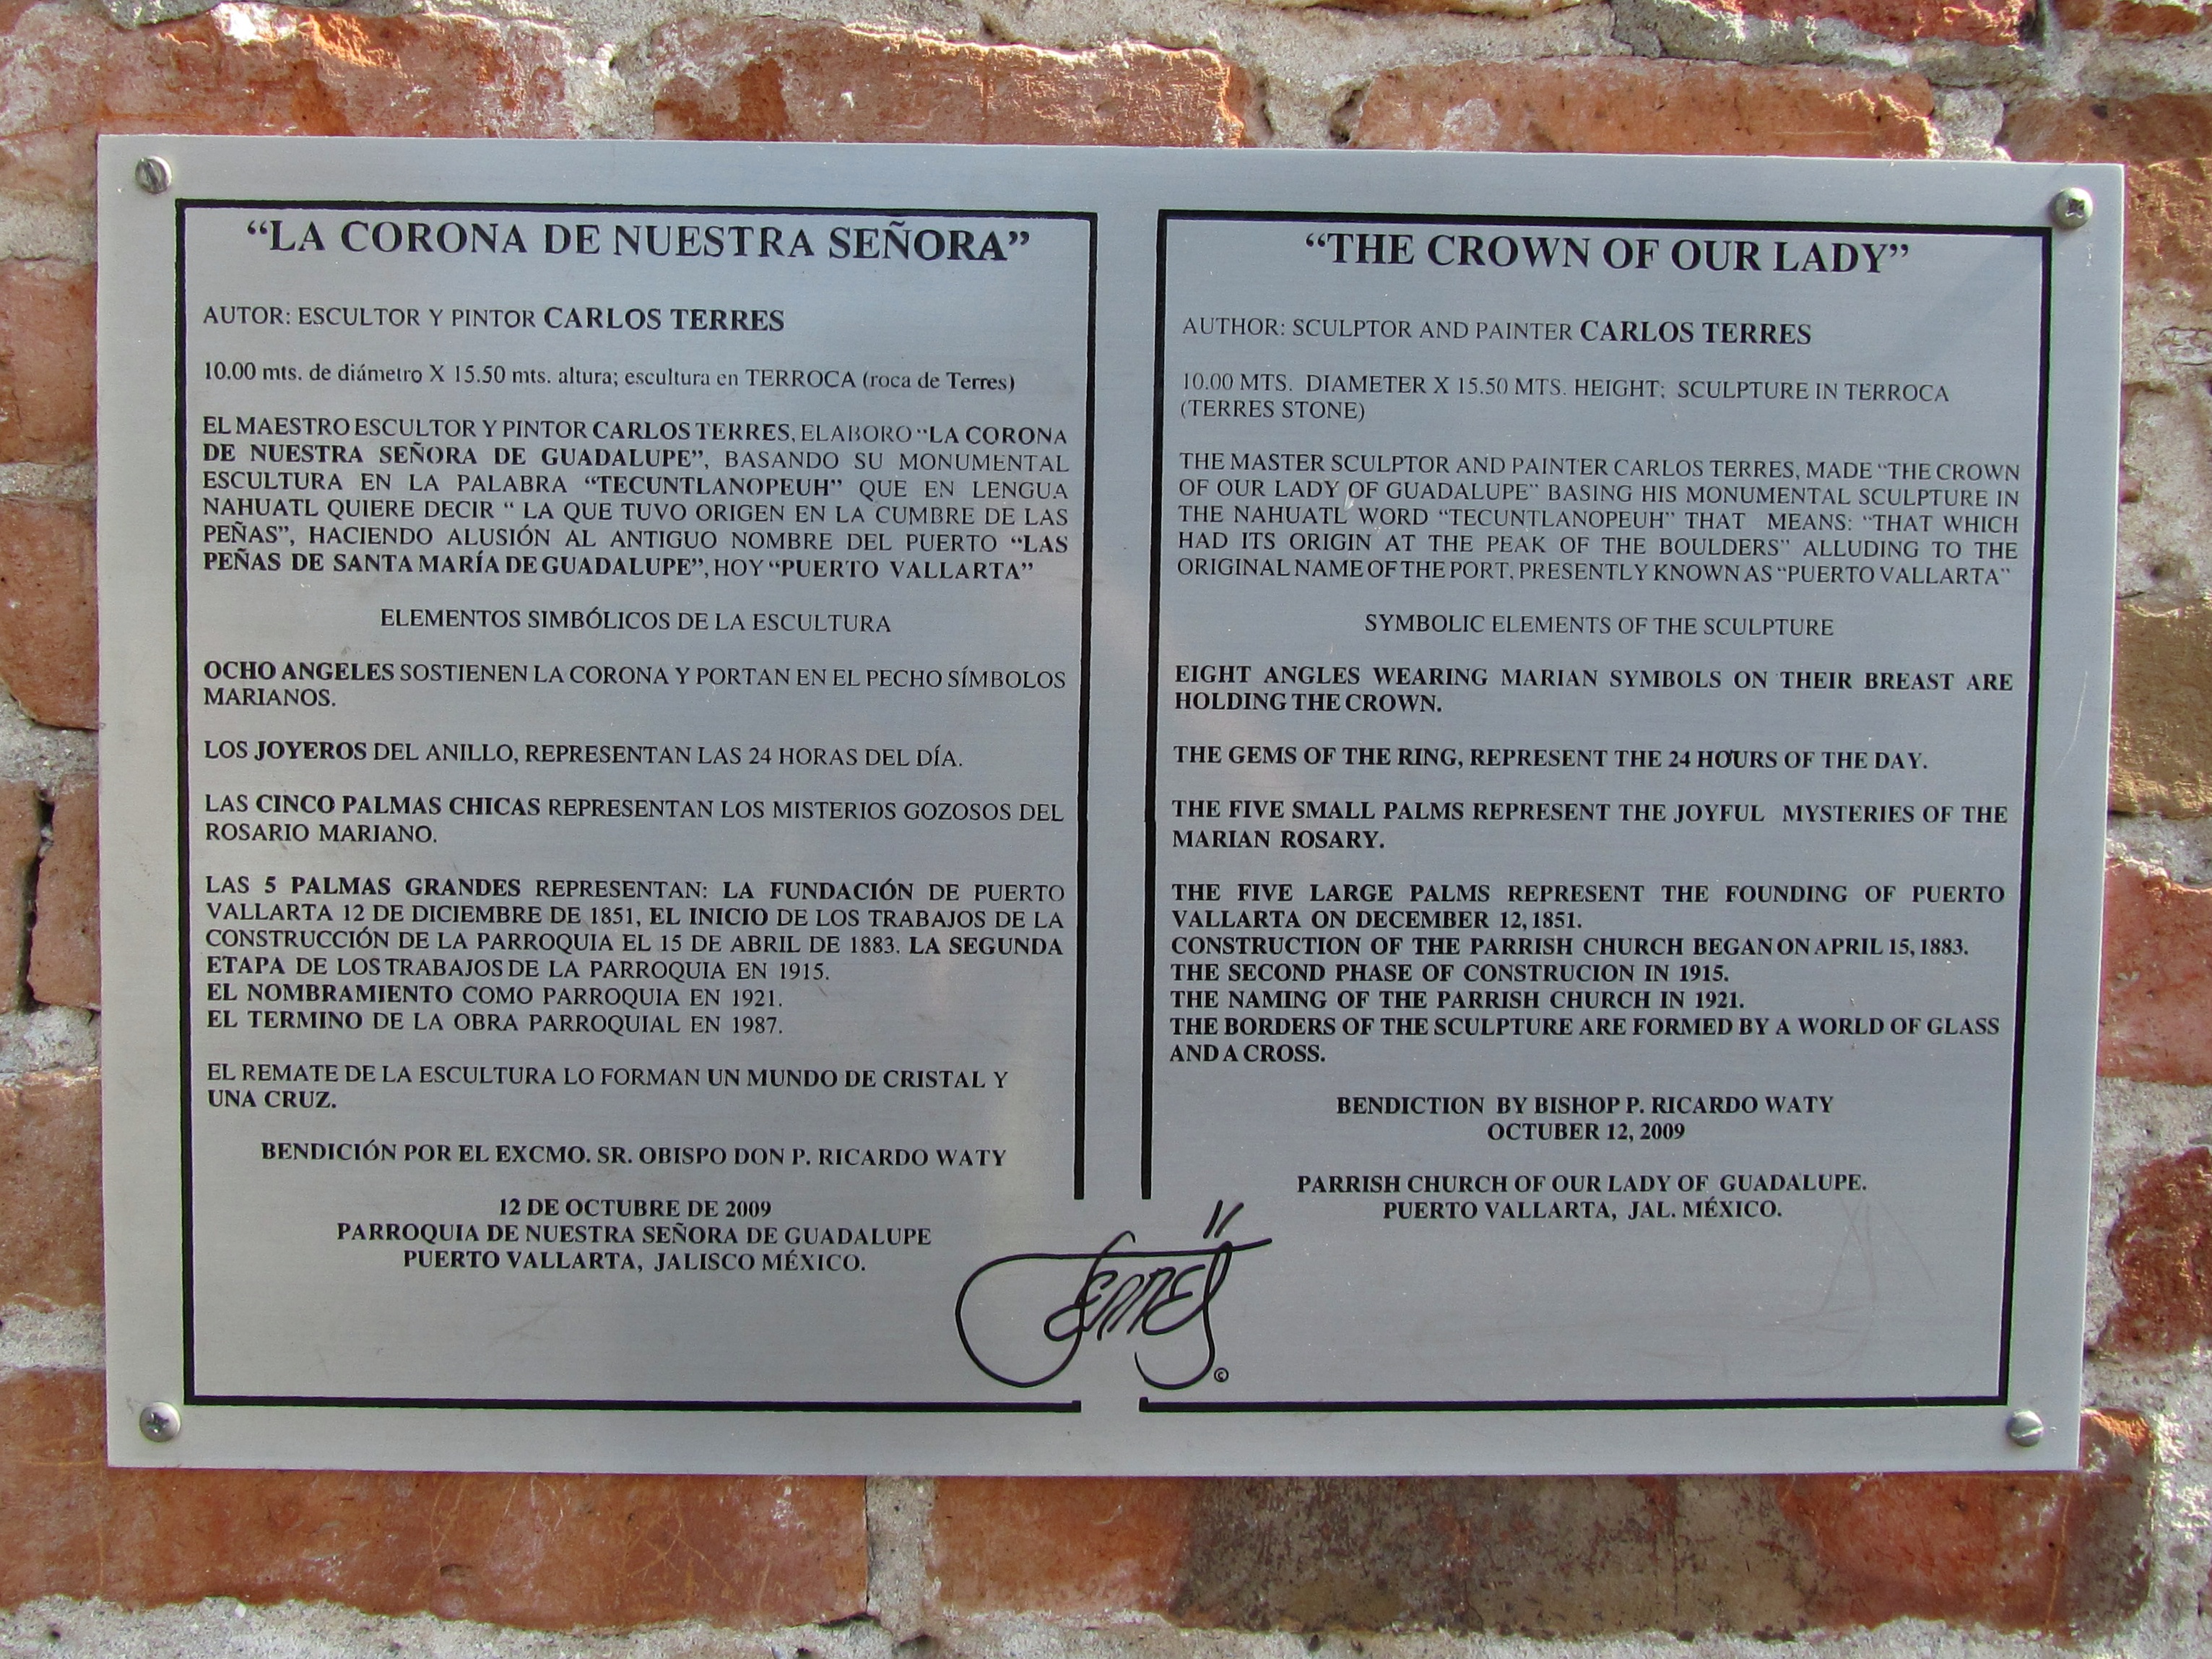 “LA CORONA DE NUESTRA SEÑORA”
AUTOR: ESCULTOR Y PINTOR CARLOS TERRES
10.00 mts. de diámetro X 15.50 mts. altura; escultura en TERROCA (roca de Terres)
EL MAESTRO ESCULTOR Y PINTOR CARLOS TERRES, ELABORO “LA CORONA
DE NUESTRA SEÑORA DE GUADALUPE”, BASANDO SU MONUMENTAL
ESCULTURA EN LA PALABRA “TECUNTLANOPEUH” QUE EN LENGUA
NAHUATL QUIERE DECIR “ LA QUE TUVO ORIGEN EN LA CUMBRE DE LAS
PEÑAS”, HACIENDO ALUSIÓN AL ANTIGUO NOMBRE DEL PUERTO “LAS
PEÑAS DE SANTA MARÍA DE GUADALUPE”, HOY “PUERTO VALLARTA”
ELEMENTOS SIMBÓLICOS DE LA ESCULTURA
OCHO ANGELES SOSTIENEN LA CORONA Y PORTAN EN EL PECHO SÍMBOLOS
MARIANOS.
LOS JOYEROS DEL ANILLO, REPRESENTAN LAS 24 HORAS DEL DÍA.
LAS CINCO PALMAS CHICAS REPRESENTAN LOS MISTERIOS GOZOSOS DEL
ROSARIO MARIANO.
LAS 5 PALMAS GRANDES REPRESENTAN: LA FUNDACIÓN DE PUERTO
VALLARTA 12 DE DICIEMBRE DE 1851, EL INICIO DE LOS TRABAJOS DE LA
CONSTRUCCIÓN DE LA PARROQUIA EL 15 DE ABRIL DE 1883. LA SEGUNDA
ETAPA DE LOS TRABAJOS DE LA PARROQUIA EN 1915.
EL NOMBRAMIENTO COMO PARROQUIA EN 1921.
EL TERMINO DE LA OBRA PARROQUIAL EN 1987.
EL REMATE DE LA ESCULTURA LO FORMAN UN MUNDO DE CRISTAL Y
UNA CRUZ.
BENDICIÓN POR EL EXCMO. SR. OBISPO DON P. RICARDO WATY
12 DE OCTUBRE DE 2009
PARROQUIA DE NUESTRA SEÑORA DE GUADALUPE
PUERTO VALLARTA, JALISCO MÉXICO.
“THE CROWN OF OUR LADY”
AUTHOR: SCULPTOR AND PAINTER CARLOS TERRES
10.00 MTS. DIAMETER X 15.50 MTS. HEIGHT; SCULPTURE IN TERROCA
(TERRES STONE)
THE MASTER SCULPTOR AND PAINTER CARLOS TERRES, MADE “THE CROWN
OF OUR LADY OF GUADALUPE” BASING HIS MONUMENTAL SCULPTURE IN
THE NAHUATL WORD “TECUNTLANOPEUH” THAT MEANS: “THAT WHICH
HAD ITS ORIGIN AT THE PEAK OF THE BOULDERS” ALLUDING TO THE
ORIGINAL NAME OF THE PORT, PRESENTLY KNOWN AS “PUERTO VALLARTA”
SYMBOLIC ELEMENTS OF THE SCULPTURE
EIGHT ANGLES WEARING MARIAN SYMBOLS ON THEIR BREAST ARE
HOLDING THE CROWN.
THE GEMS OF THE RING, REPRESENT THE 24 HOURS OF THE DAY.
THE FIVE SMALL PALMS REPRESENT THE JOYFUL MYSTERIES OF THE
MARIAN ROSARY.
THE FIVE LARGE PALMS REPRESENT THE FOUNDING OF PUERTO
VALLARTA ON DECEMBER 12, 1851.
CONSTRUCTION OF THE PARRISH CHURCH BEGAN ON APRIL 15, 1883.
THE SECOND PHASE OF CONSTRUCION IN 1915.
THE NAMING OF THE PARRISH CHURCH IN 1921.
THE BORDERS OF THE SCULPTURE ARE FORMED BY A WORLD OF GLASS
AND A CROSS.
BENDICTION BY BISHOP P. RICARDO WATY
OCTUBER 12, 2009
PARRISH CHURCH OF OUR LADY OF GUADALUPE.
PUERTO VALLARTA, JAL. MÉXICO.
TERRES ©